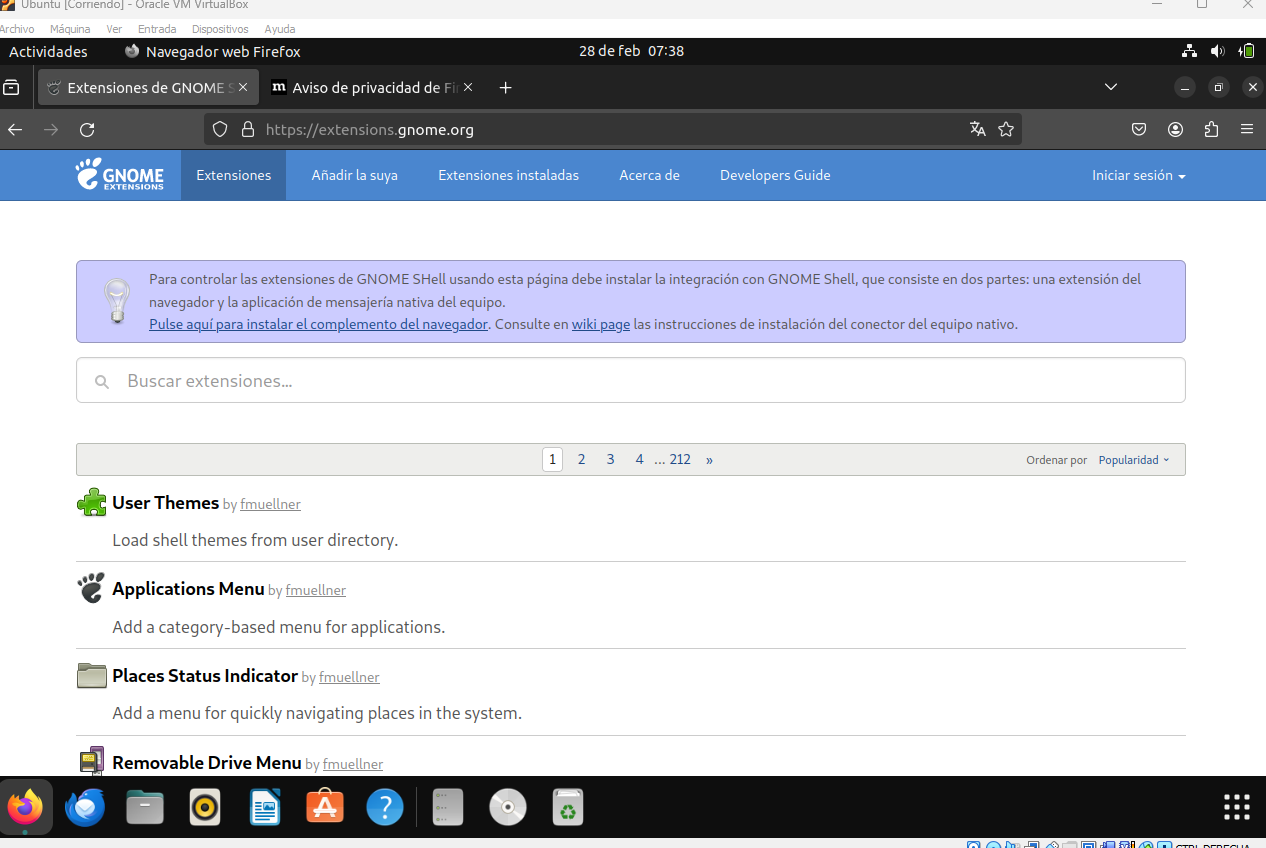 Ubuntu [Corriendo] - Oracle VM VirtualBox
Archivo Máquina Ver Entrada Dispositivos Ayuda
Actividades Navegador web Firefox 28 de feb 07:38
Extensiones de GNOME S Aviso de privacidad de Fir
https://extensions.gnome.org
GNOME EXTENSIONS Extensiones Añadir la suya Extensiones instaladas Acerca de Developers Guide Iniciar sesión
Para controlar las extensiones de GNOME SHell usando esta página debe instalar la integración con GNOME Shell, que consiste en dos partes: una extensión del
navegador y la aplicación de mensajería nativa del equipo.
Pulse aquí para instalar el complemento del navegador. Consulte en wiki page las instrucciones de instalación del conector del equipo nativo.
Buscar extensiones...
1 2 3 4 ... 212 » Ordenar por Popularidad
User Themes by fmuellner
Load shell themes from user directory.
Applications Menu by fmuellner
Add a category-based menu for applications.
Places Status Indicator by fmuellner
Add a menu for quickly navigating places in the system.
Removable Drive Menu by fmuellner
CTRL DERECHA